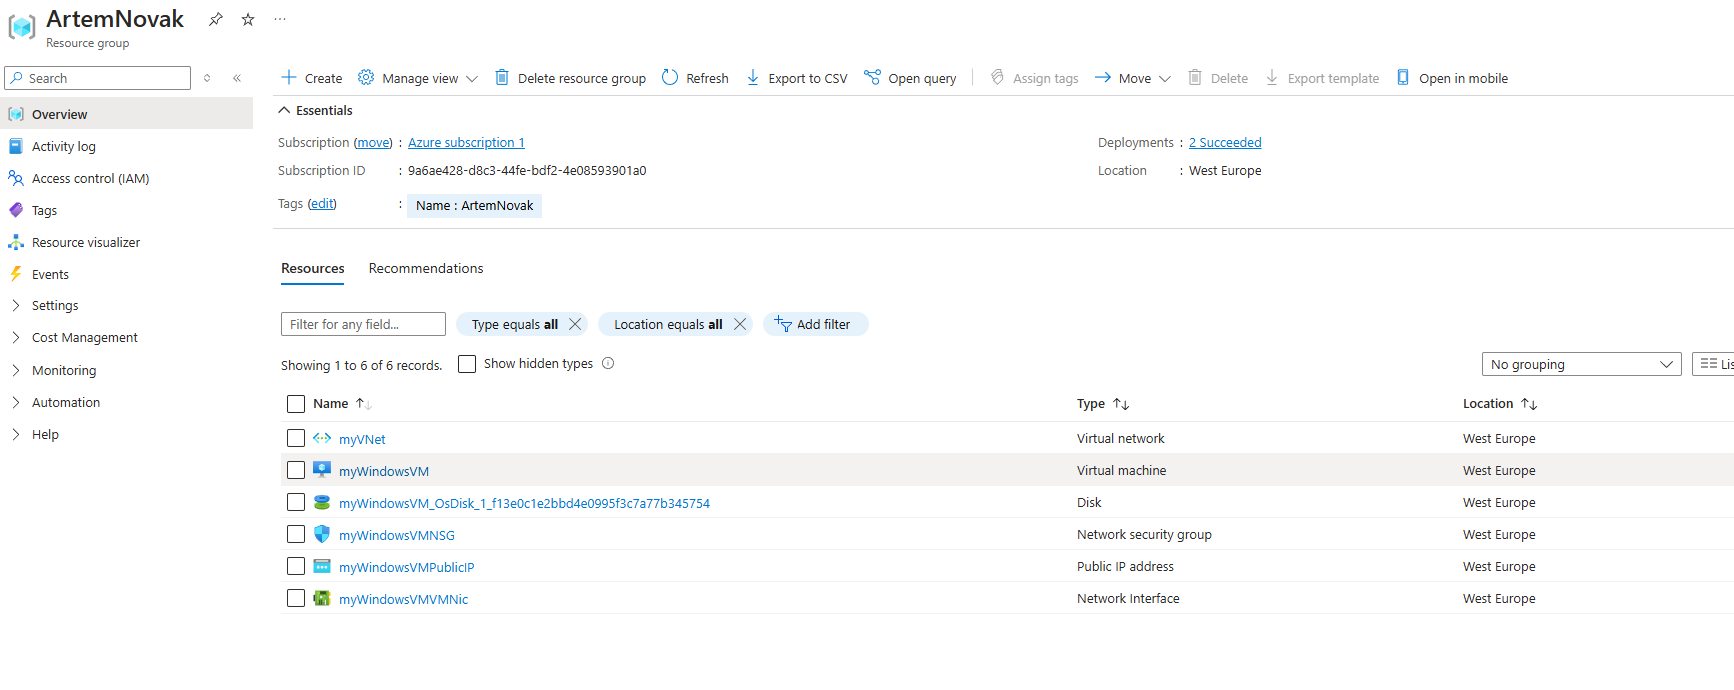 ArtemNovak
Resource group
Search
Create Manage view Delete resource group Refresh Export to CSV Open query Assign tags Move Delete Export template Open in mobile
Overview
Activity log
Access control (IAM)
Tags
Resource visualizer
Events
Settings
Cost Management
Monitoring
Automation
Help
Essentials
Subscription (move) : Azure subscription 1
Subscription ID : 9a6ae428-d8c3-44fe-bdf2-4e08593901a0
Tags (edit) : Name : ArtemNovak
Deployments : 2 Succeeded
Location : West Europe
Resources Recommendations
Filter for any field... Type equals all Location equals all Add filter
Showing 1 to 6 of 6 records. Show hidden types No grouping Lis
Name Type Location
myVNet Virtual network West Europe
myWindowsVM Virtual machine West Europe
myWindowsVM_OsDisk_1_f13e0c1e2bbd4e0995f3c7a77b345754 Disk West Europe
myWindowsVMNSG Network security group West Europe
myWindowsVMPublicIP Public IP address West Europe
myWindowsVMVMNic Network Interface West Europe